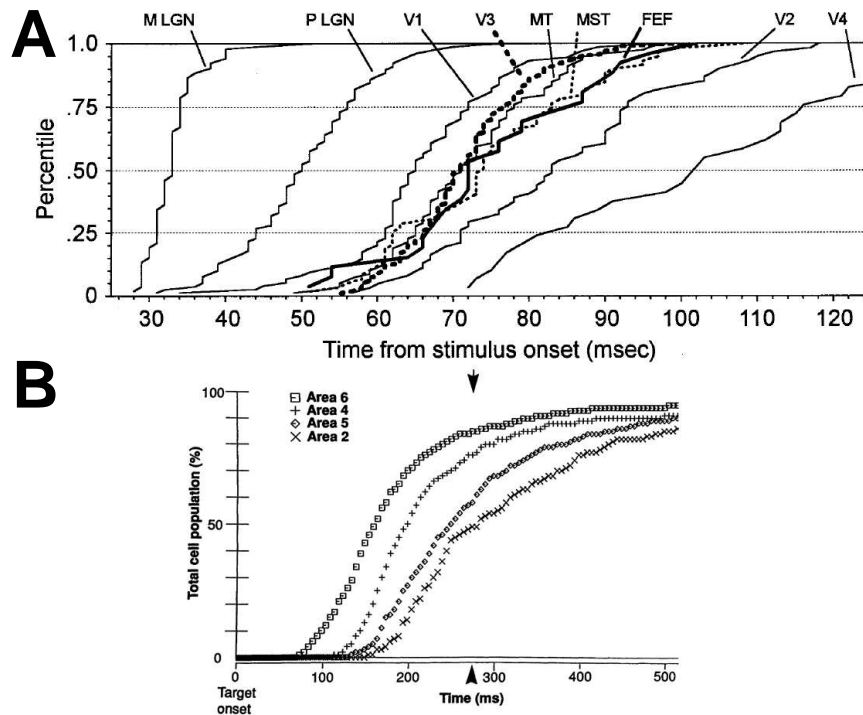 A
M LGN P LGN V1 V3 MT MST FEF V2 V4
1.0
0.75
.50
.25
0
Percentile
30 40 50 60 70 80 90 100 110 120
Time from stimulus onset (msec)
B
100
50
0
Total cell population (%)
Area 6
Area 4
Area 5
Area 2
0 100 200 300 400 500
Target
onset
Time (ms)